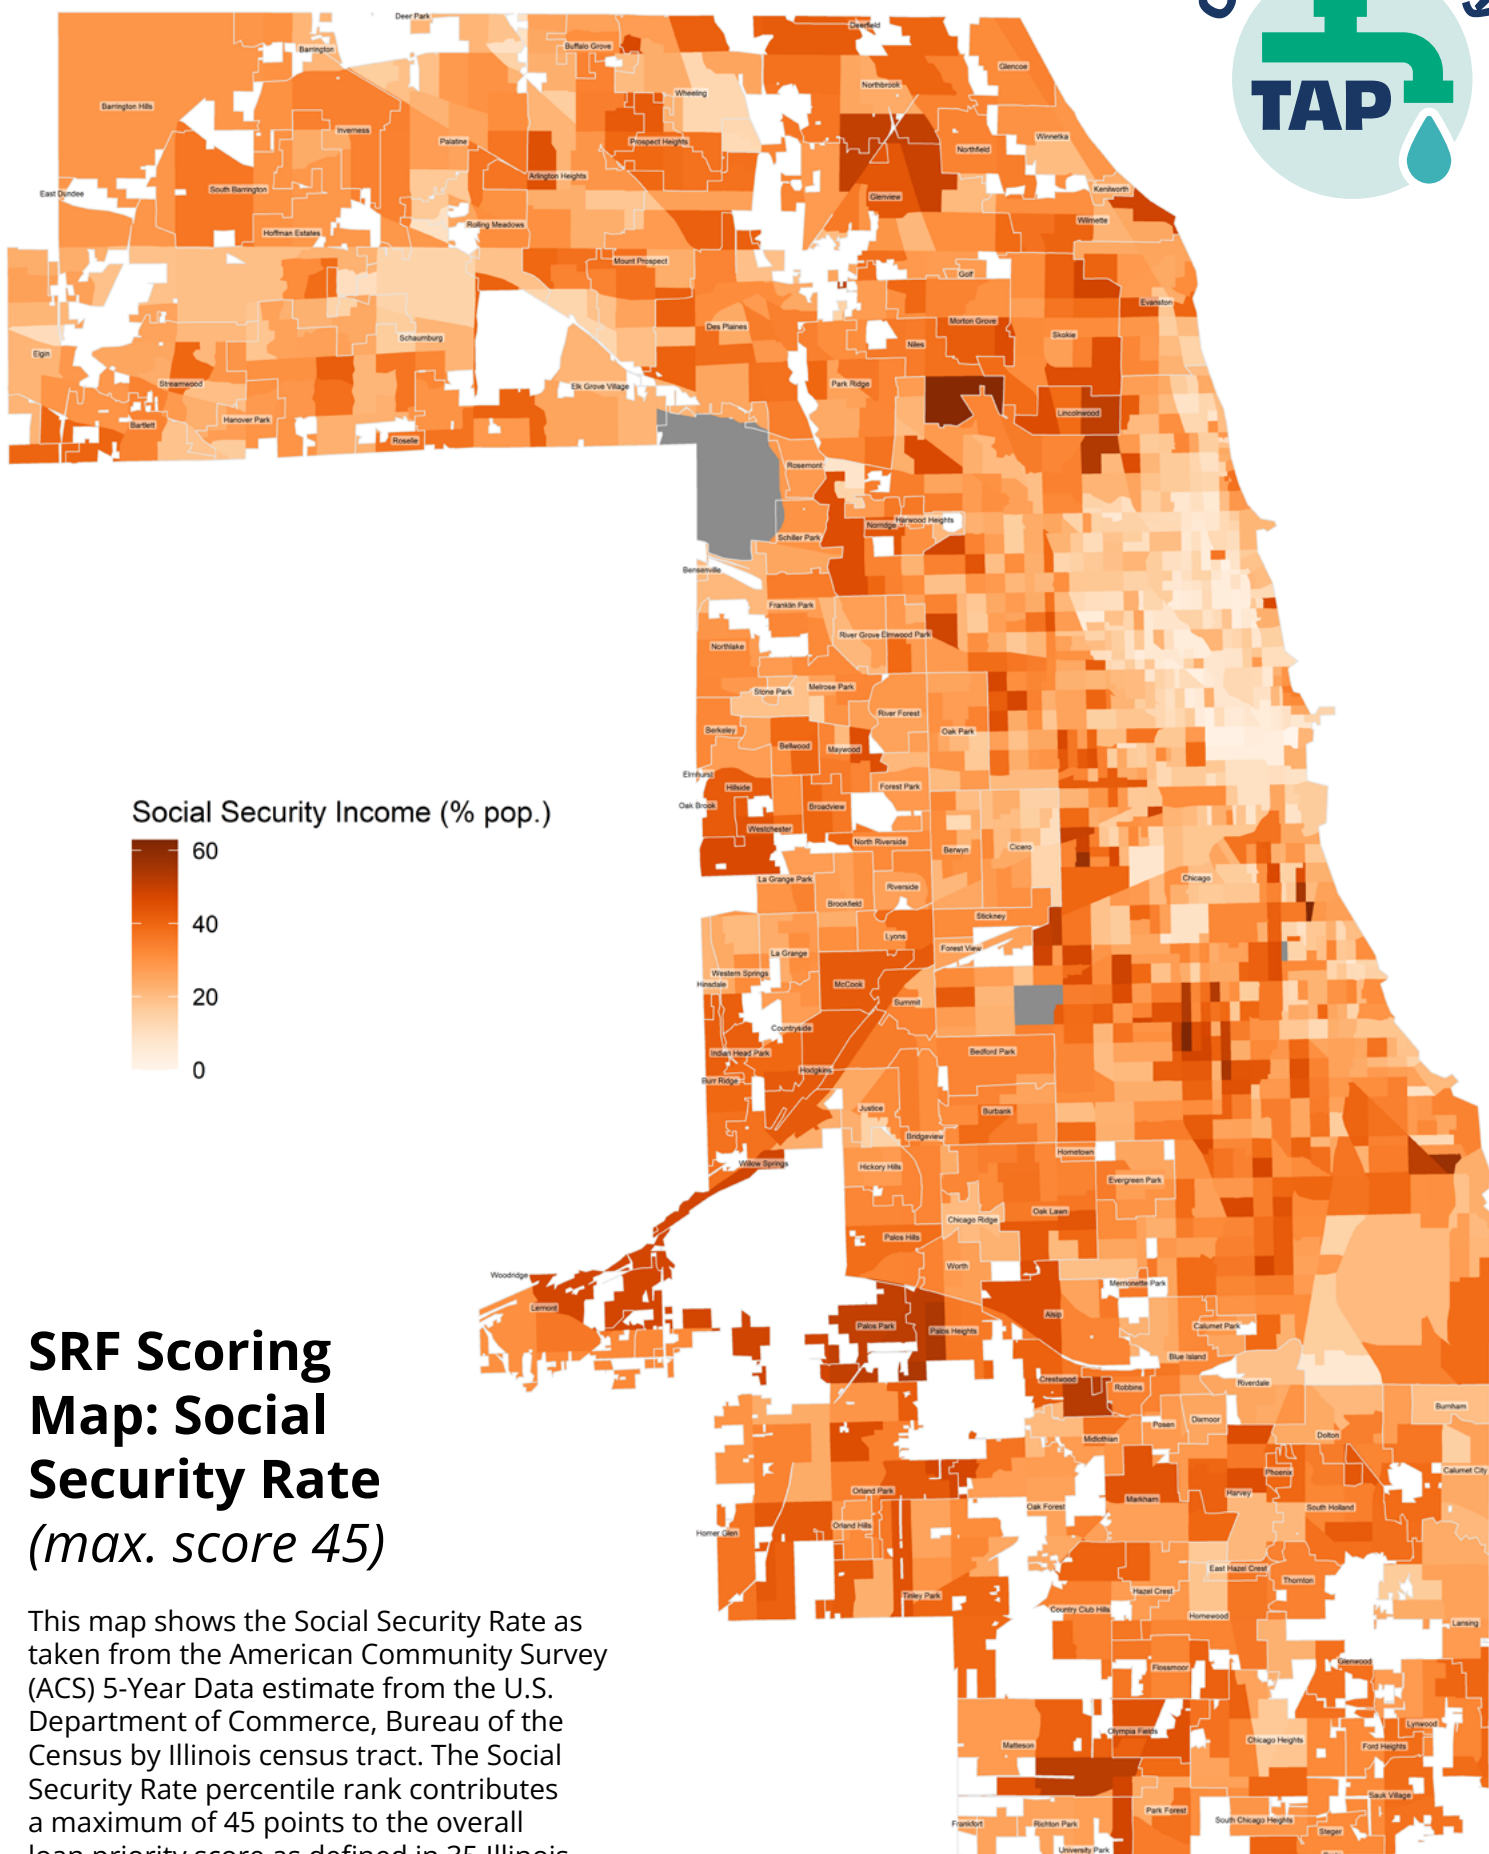 Deer Park
Deerfield
Barrington
Buffalo Grove
Glencoe
Northbrook
Wheeling
Barrington Hills
TAP
Inverness
Palatine
Prospect Heights
Winnetka
Northfield
Arlington Heights
East Dundee
South Barrington
Glenview
Kenilworth
Rolling Meadows
Wilmette
Hoffman Estates
Mount Prospect
Golf
Evanston
Des Plaines
Morton Grove
Skokie
Schaumburg
Niles
Elgin
Streamwood
Elk Grove Village
Park Ridge
Lincolnwood
Hanover Park
Bartlett
Roselle
Rosemont
Norridge
Harwood Heights
Schiller Park
Bensenville
Franklin Park
River Grove
Elmwood Park
Northlake
Stone Park
Melrose Park
River Forest
Berkeley
Oak Park
Bellwood
Maywood
Elmhurst
Hillside
Forest Park
Oak Brook
Broadview
Social Security Income (% pop.)
60
40
20
0
Westchester
North Riverside
Berwyn
Cicero
La Grange Park
Riverside
Chicago
Brookfield
Stickney
Lyons
Forest View
La Grange
Western Springs
Hinsdale
McCook
Summit
Countryside
Indian Head Park
Bedford Park
Hodgkins
Burr Ridge
Justice
Burbank
Bridgeview
Hometown
Willow Springs
Hickory Hills
Evergreen Park
Oak Lawn
Chicago Ridge
Palos Hills
Worth
Woodridge
Merrionette Park
Lemont
Alsip
Palos Park
Palos Heights
Calumet Park
Blue Island
Crestwood
Robbins
Riverdale
Burnham
Posen
Dixmoor
Midlothian
Dolton
Phoenix
Calumet City
Orland Park
Markham
Harvey
Oak Forest
South Holland
Homer Glen
Orland Hills
East Hazel Crest
Thornton
Hazel Crest
Tinley Park
Country Club Hills
Homewood
Lansing
Glenwood
Flossmoor
Lynwood
Olympia Fields
Matteson
Chicago Heights
Ford Heights
Sauk Village
Park Forest
Frankfort
Richton Park
South Chicago Heights
Steger
University Park
SRF Scoring
Map: Social
Security Rate
(max. score 45)
This map shows the Social Security Rate as
taken from the American Community Survey
(ACS) 5-Year Data estimate from the U.S.
Department of Commerce, Bureau of the
Census by Illinois census tract. The Social
Security Rate percentile rank contributes
a maximum of 45 points to the overall
loan priority score as defined in 35 Illinois